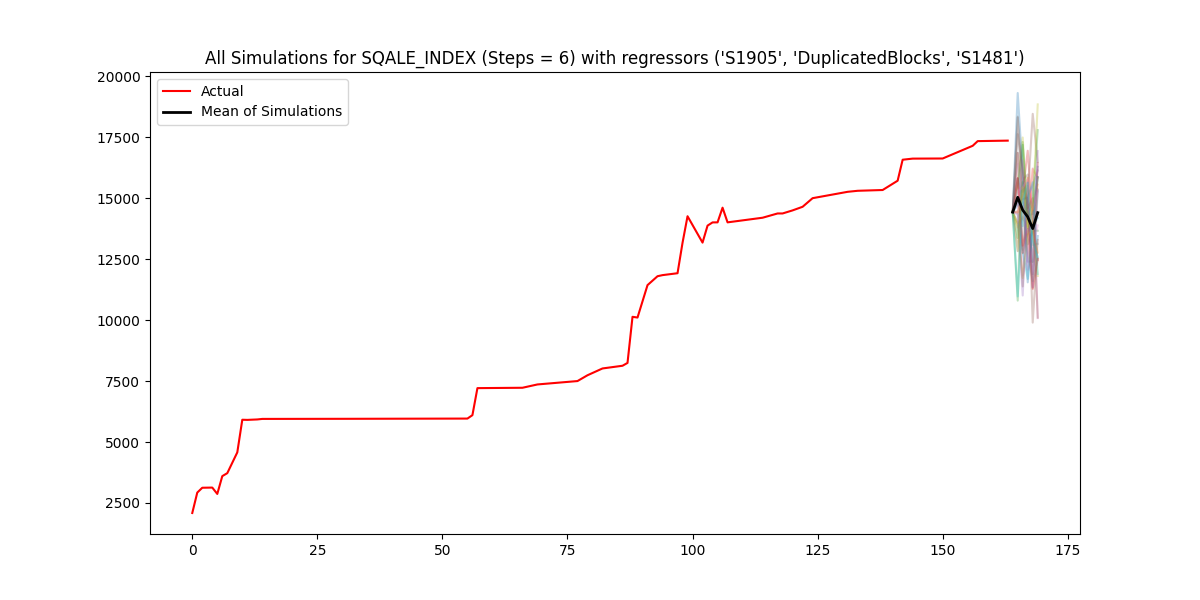 All Simulations for SQALE_INDEX (Steps = 6) with regressors ('S1905', 'DuplicatedBlocks', 'S1481')
Actual
Mean of Simulations
20000
17500
15000
12500
10000
7500
5000
2500
0 25 50 75 100 125 150 175